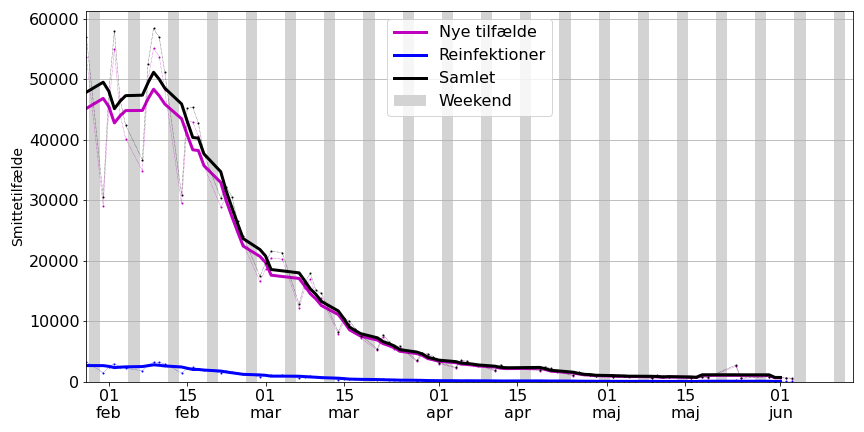 60000
50000
40000
30000
20000
10000
0
Smittetilfælde
Nye tilfælde
Reinfektioner
Samlet
Weekend
01 15 01 15 01 15 01 15 01
feb feb mar mar apr apr maj maj jun